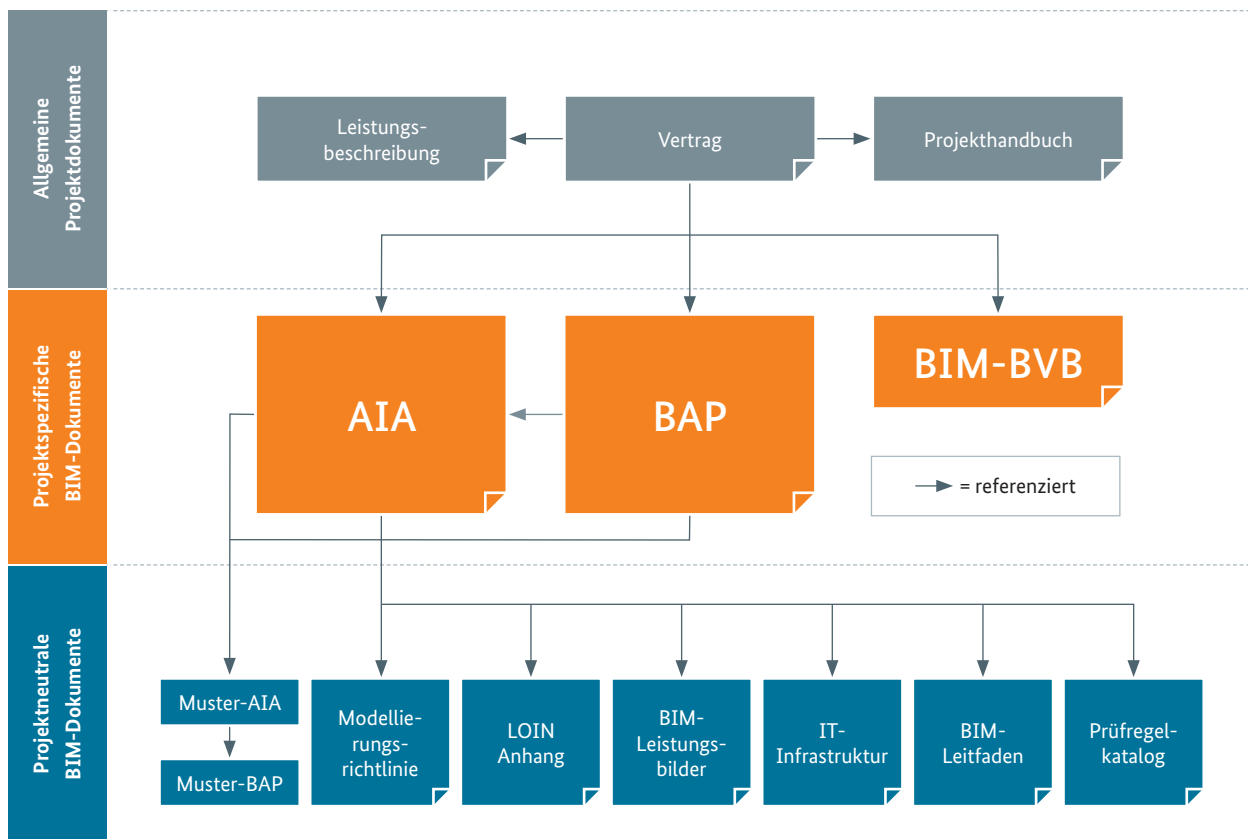 Allgemeine
Projektdokumente
Leistungs-
beschreibung
Vertrag
Projekthandbuch
Projektspezifische
BIM-Dokumente
AIA
BAP
BIM-BVB
= referenziert
Projektneutrale
BIM-Dokumente
Muster-AIA
Muster-BAP
Modellie-
rungs-
richtlinie
LOIN
Anhang
BIM-
Leistungs-
bilder
IT-
Infrastruktur
BIM-
Leitfaden
Prüfregel-
katalog